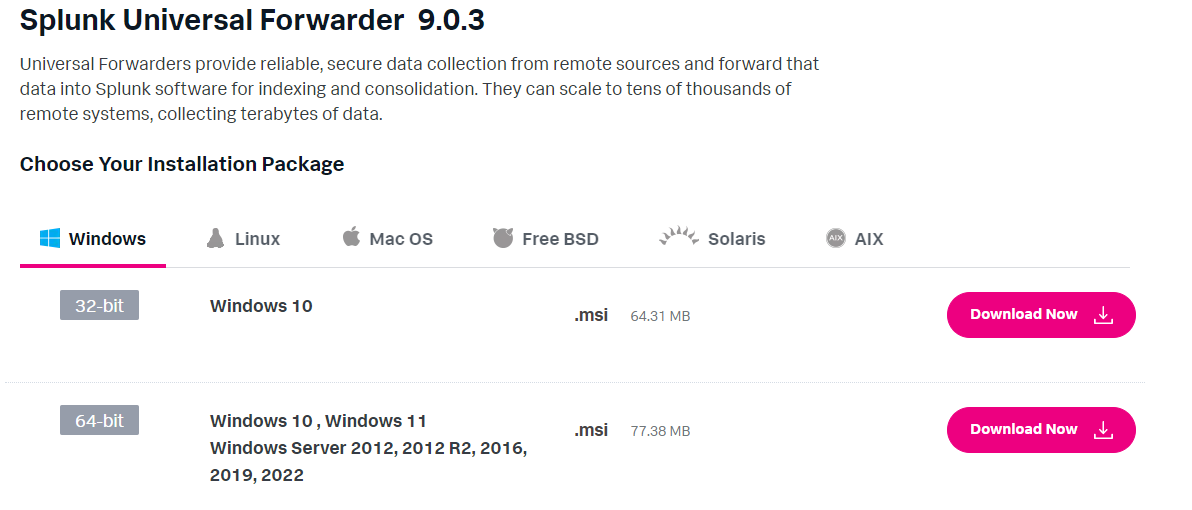 Splunk Universal Forwarder 9.0.3
Universal Forwarders provide reliable, secure data collection from remote sources and forward that
data into Splunk software for indexing and consolidation. They can scale to tens of thousands of
remote systems, collecting terabytes of data.
Choose Your Installation Package
Windows Linux Mac OS Free BSD Solaris AIX AIX
32-bit Windows 10 .msi 64.31 MB Download Now
64-bit Windows 10 , Windows 11 .msi 77.38 MB Download Now
Windows Server 2012, 2012 R2, 2016,
2019, 2022